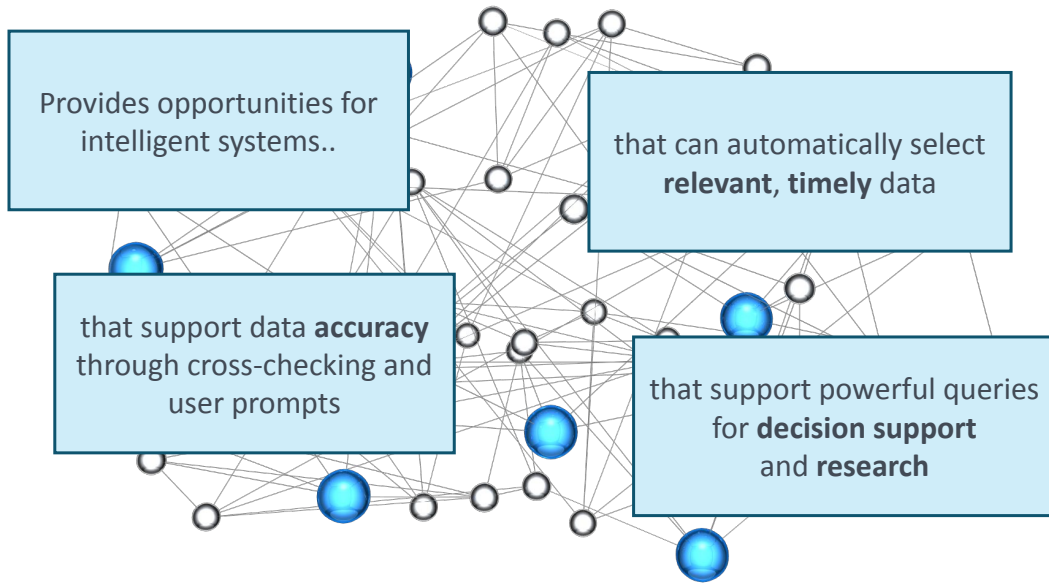 Provides opportunities for
intelligent systems..
that can automatically select
relevant, timely data
that support data accuracy
through cross-checking and
user prompts
that support powerful queries
for decision support
and research